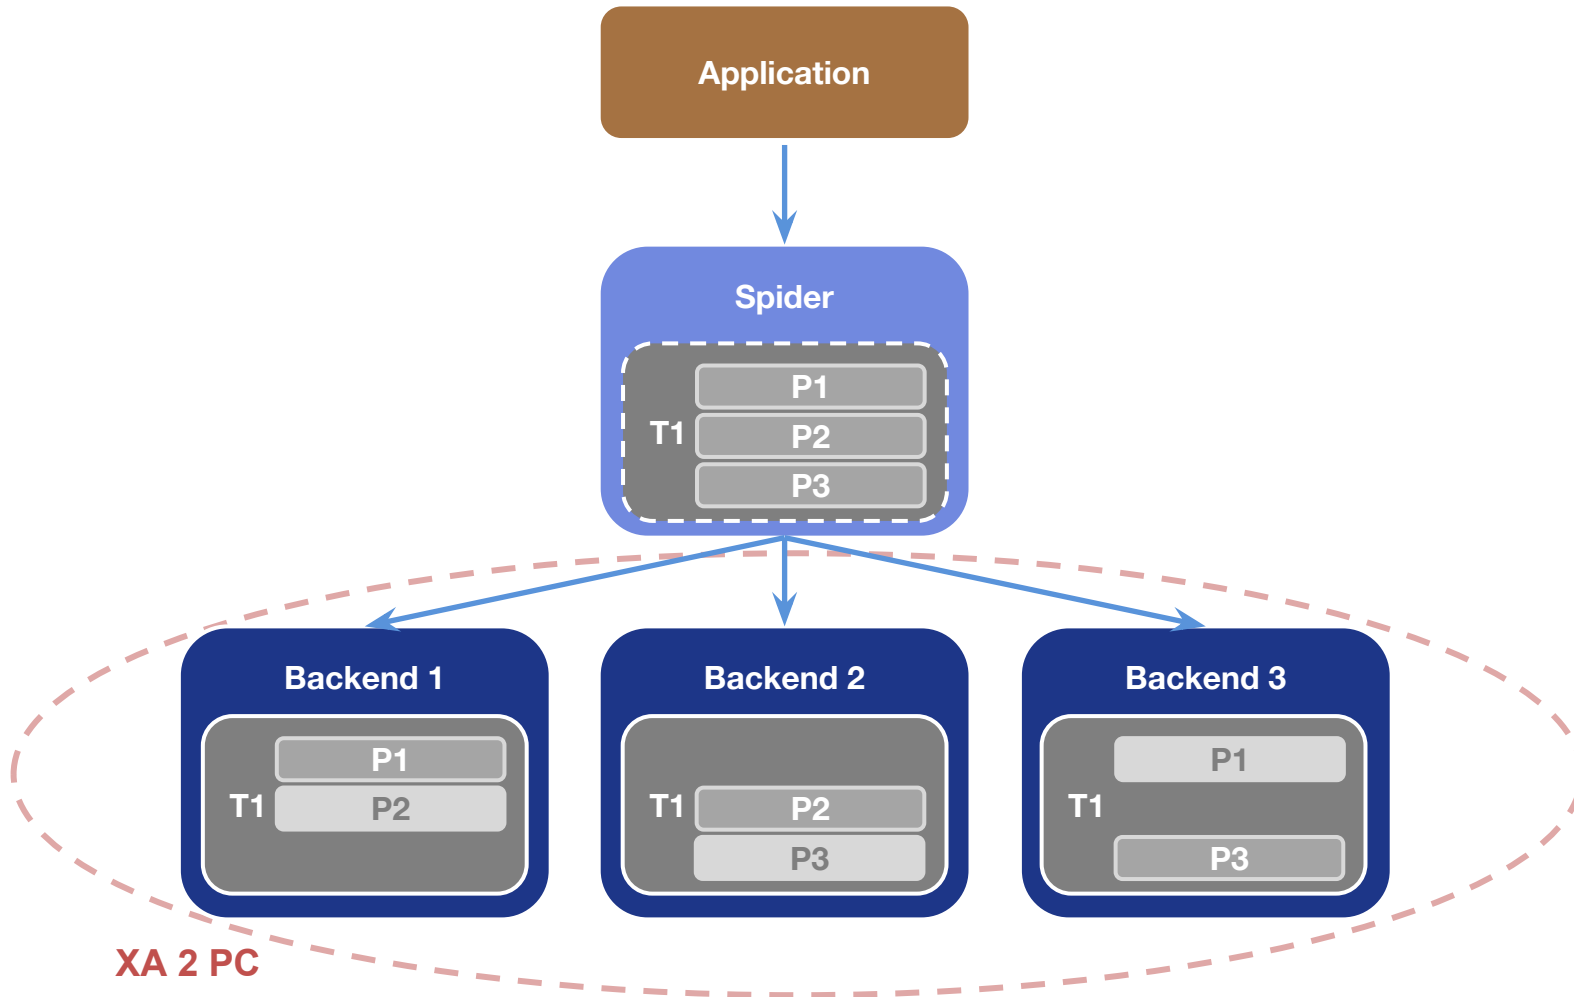 Application
Spider
P1
T1
P2
P3
Backend 1
P1
T1
P2
Backend 2
T1
P2
P3
Backend 3
P1
T1
P3
XA 2 PC